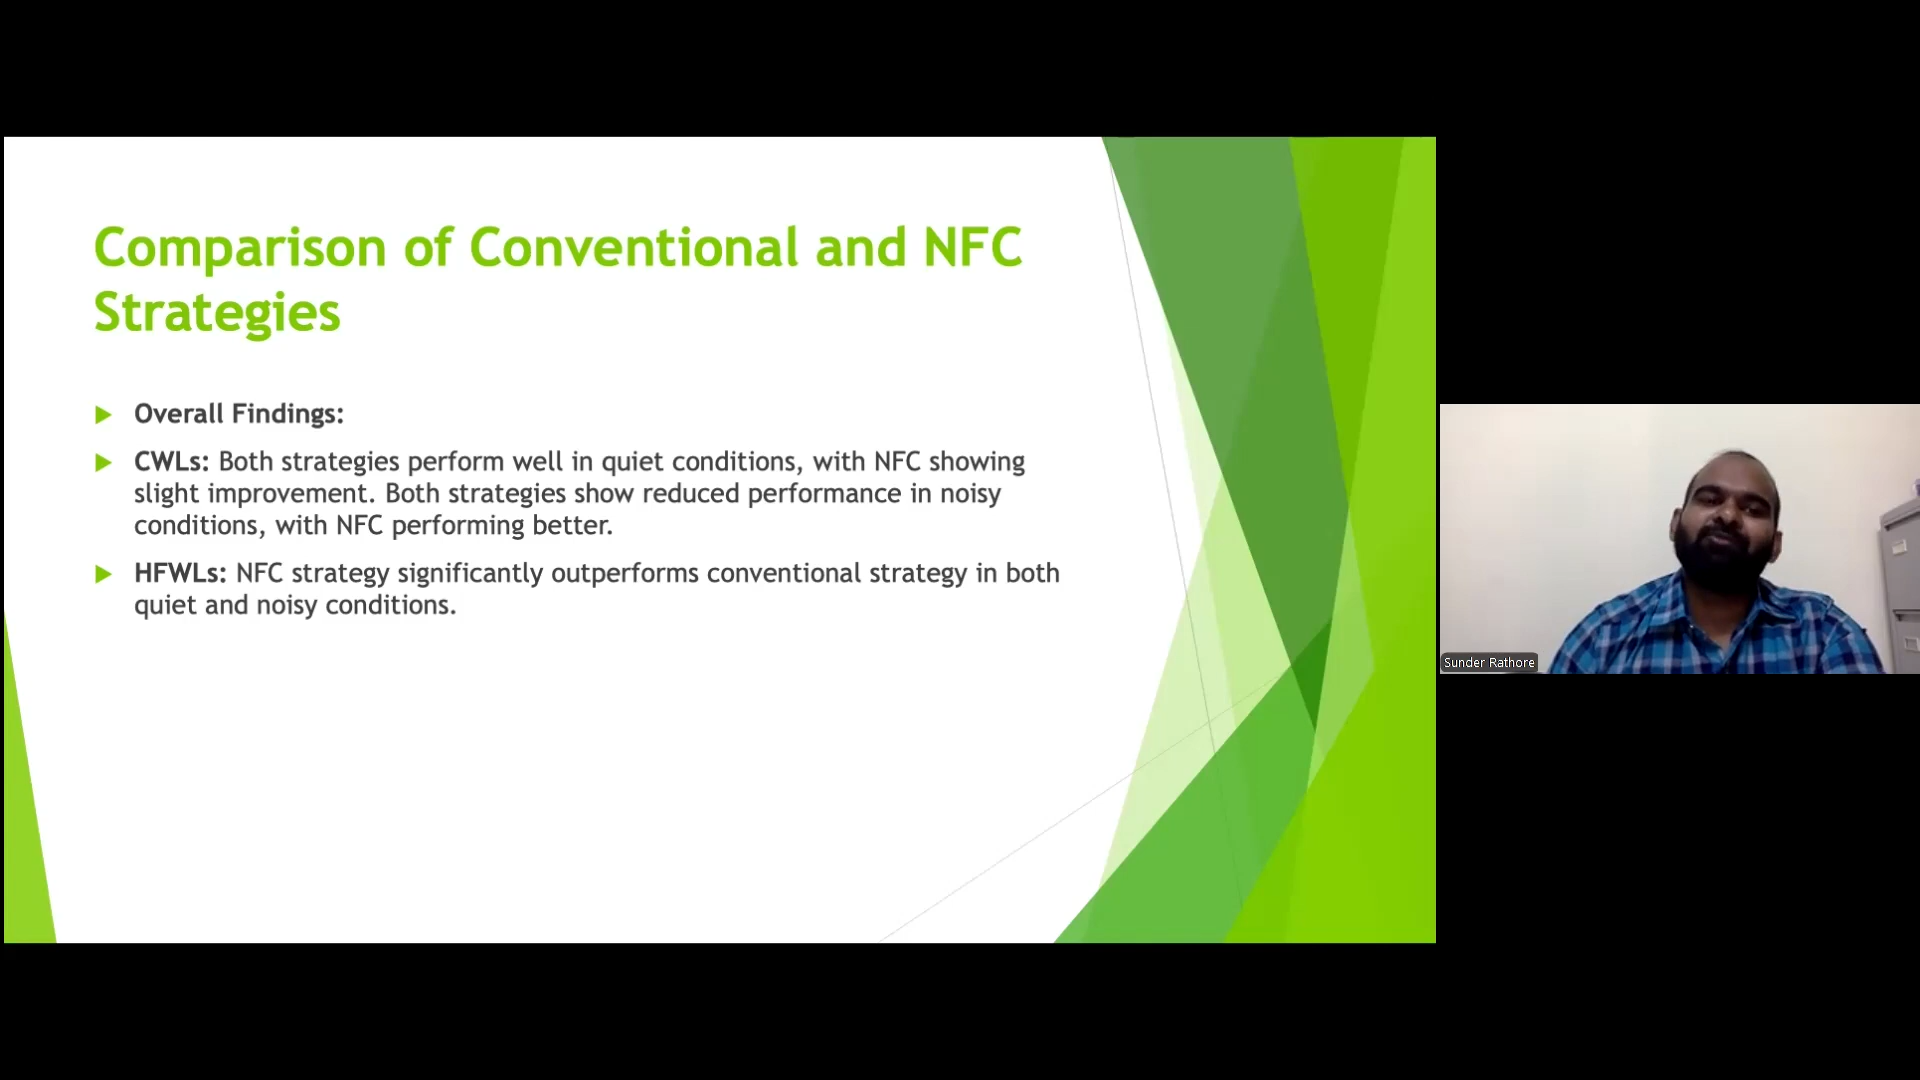 Comparison of Conventional and NFC
Strategies
Overall Findings:
CWLs: Both strategies perform well in quiet conditions, with NFC showing
slight improvement. Both strategies show reduced performance in noisy
conditions, with NFC performing better.
HFWLs: NFC strategy significantly outperforms conventional strategy in both
quiet and noisy conditions.
Sunder Rathore